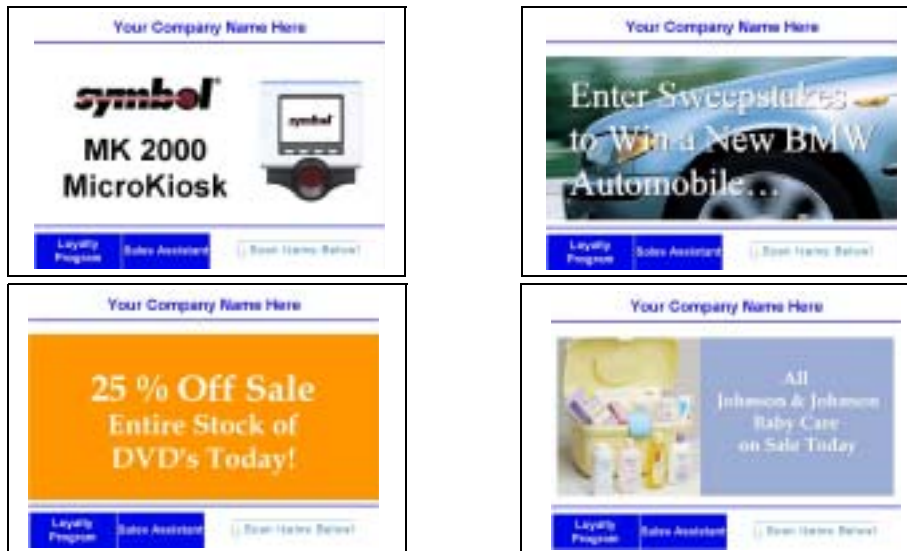 Your Company Name Here
symbol
MK 2000
MicroKiosk
symbol
Loyalty
Program
Sales Assistant
Scan Items Below!
Your Company Name Here
Enter Sweepstakes
to Win a New BMW
Automobile…
Loyalty
Program
Sales Assistant
Scan Items Below!
Your Company Name Here
25 % Off Sale
Entire Stock of
DVD's Today!
Loyalty
Program
Sales Assistant
Scan Items Below!
Your Company Name Here
All
Johnson & Johnson
Baby Care
on Sale Today
Loyalty
Program
Sales Assistant
Scan Items Below!